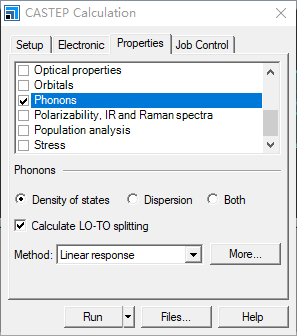 CASTEP Calculation
Setup Electronic Properties Job Control
Optical properties
Orbitals
Phonons
Polarizability, IR and Raman spectra
Population analysis
Stress
Phonons
Density of states Dispersion Both
Calculate LO-TO splitting
Method: Linear response More...
Run Files... Help